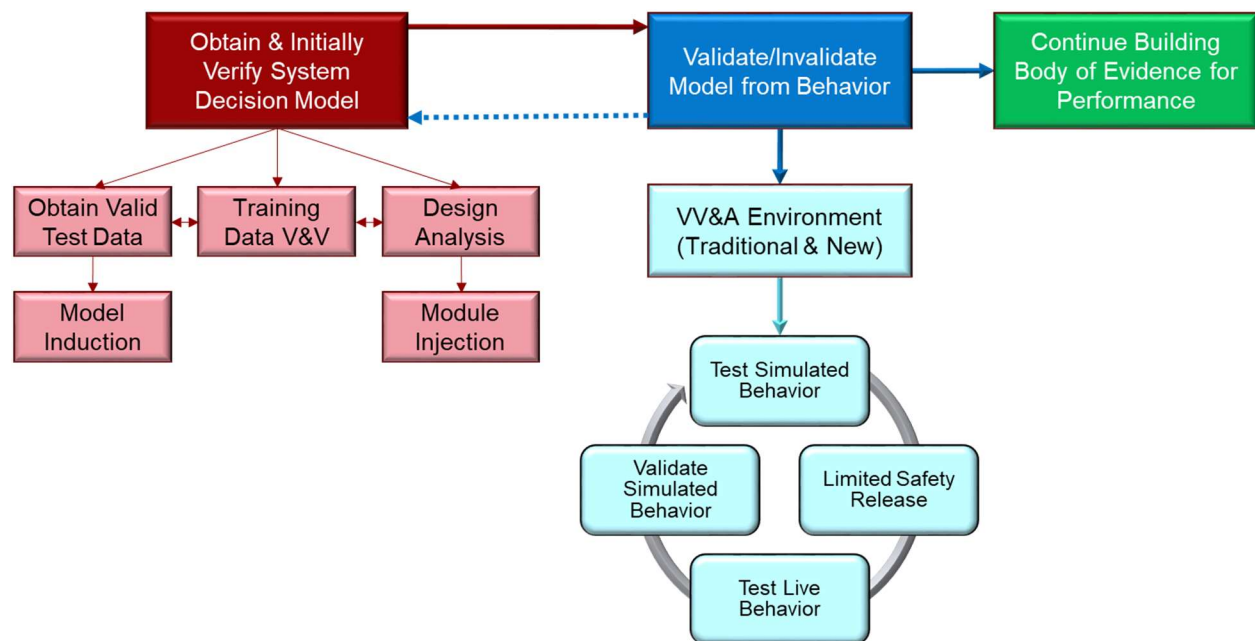 Obtain & Initially
Verify System
Decision Model
Validate/Invalidate
Model from Behavior
Continue Building
Body of Evidence for
Performance
Obtain Valid
Test Data
Training
Data V&V
Design
Analysis
Model
Induction
Module
Injection
VV&A Environment
(Traditional & New)
Test Simulated
Behavior
Validate
Simulated
Behavior
Limited Safety
Release
Test Live
Behavior